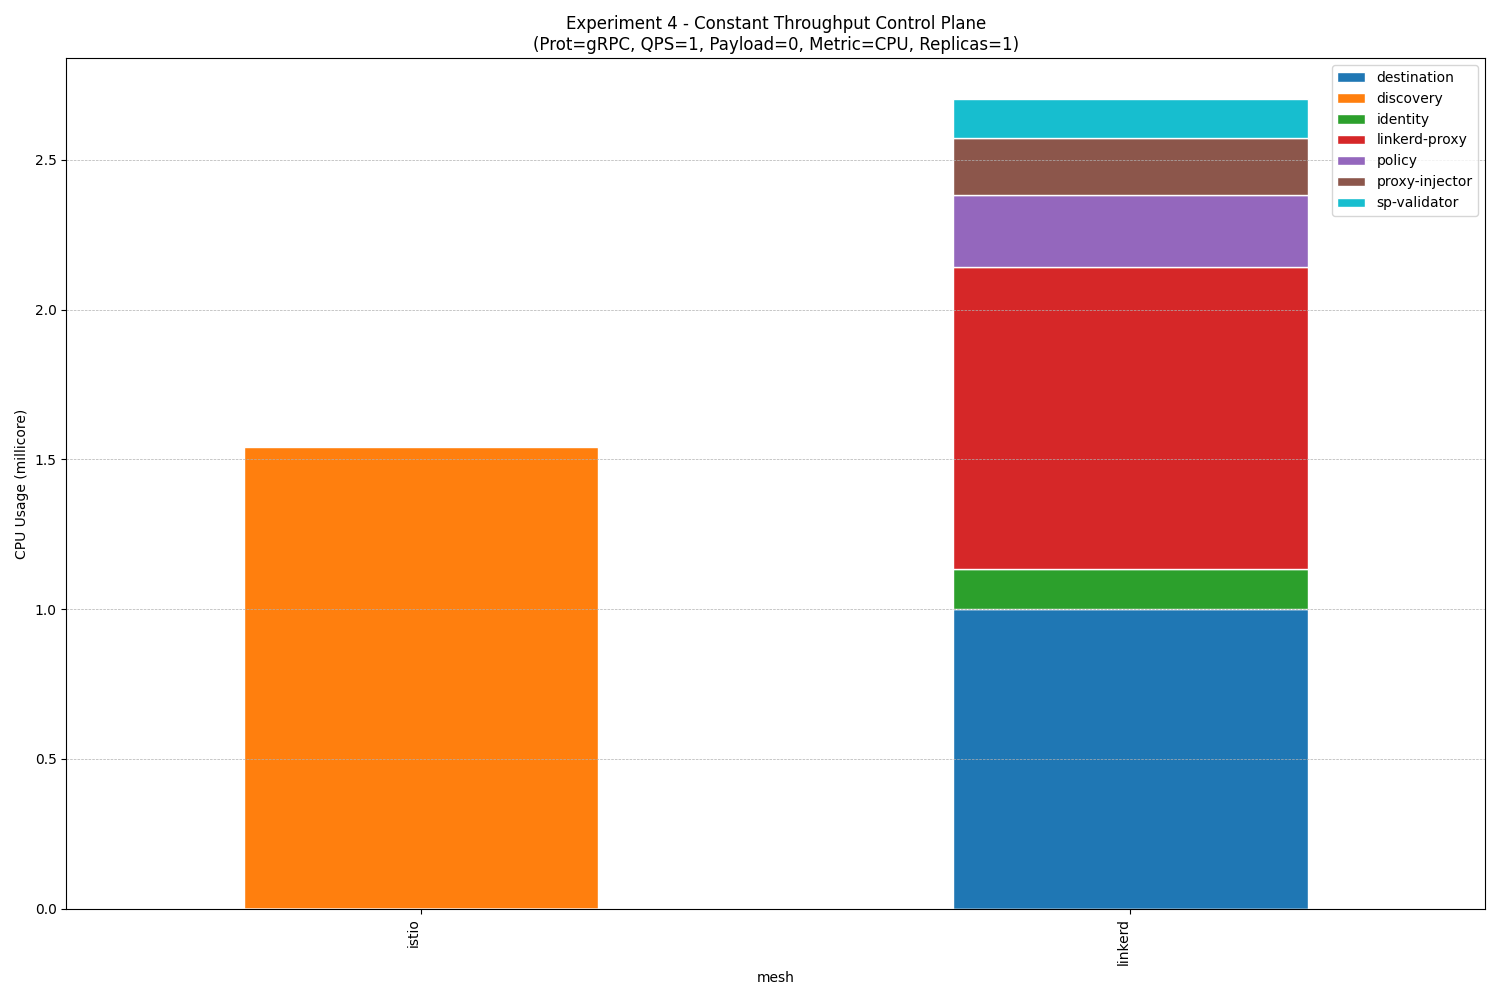 Experiment 4 - Constant Throughput Control Plane
(Prot=gRPC, QPS=1, Payload=0, Metric=CPU, Replicas=1)
destination
discovery
identity
linkerd-proxy
policy
proxy-injector
sp-validator
CPU Usage (millicore)
2.5
2.0
1.5
1.0
0.5
0.0
istio
linkerd
mesh